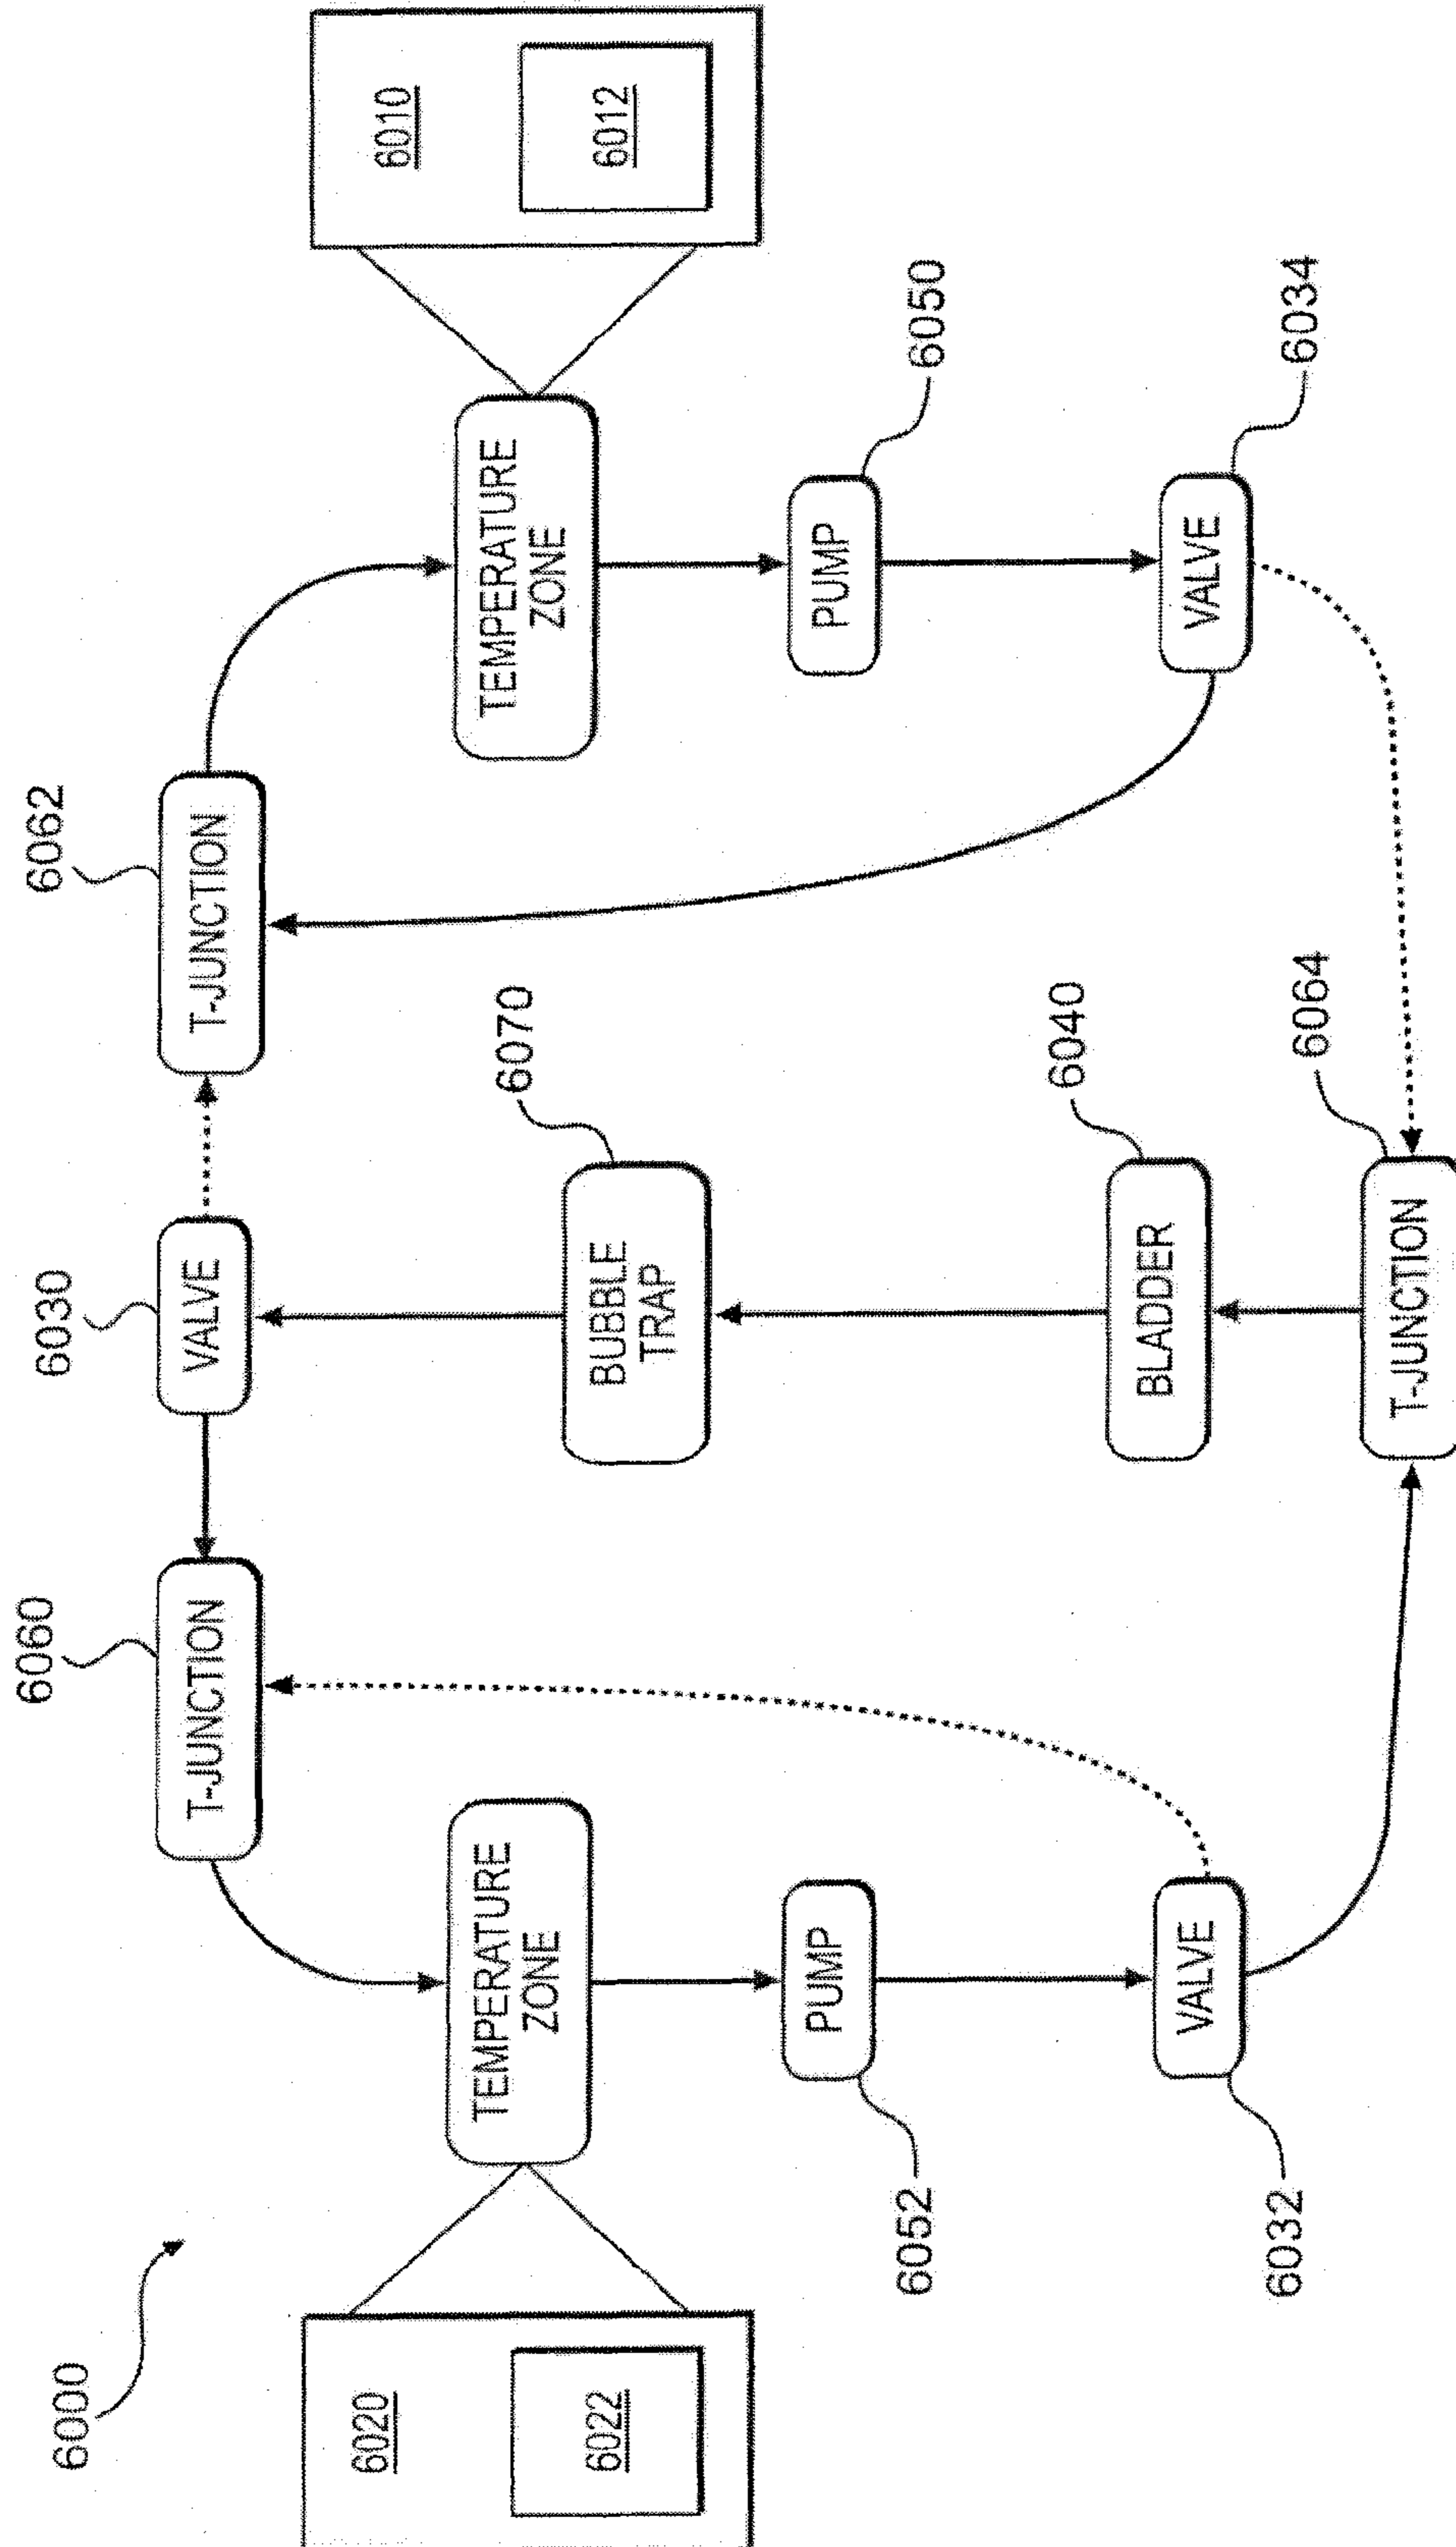 6000
6060
6030
6062
T-JUNCTION
VALVE
T-JUNCTION
6020
6010
6070
TEMPERATURE
ZONE
TEMPERATURE
ZONE
6022
BUBBLE
TRAP
6012
PUMP
PUMP
6052
6050
6040
BLADDER
VALVE
VALVE
6032
6064
6034
T-JUNCTION